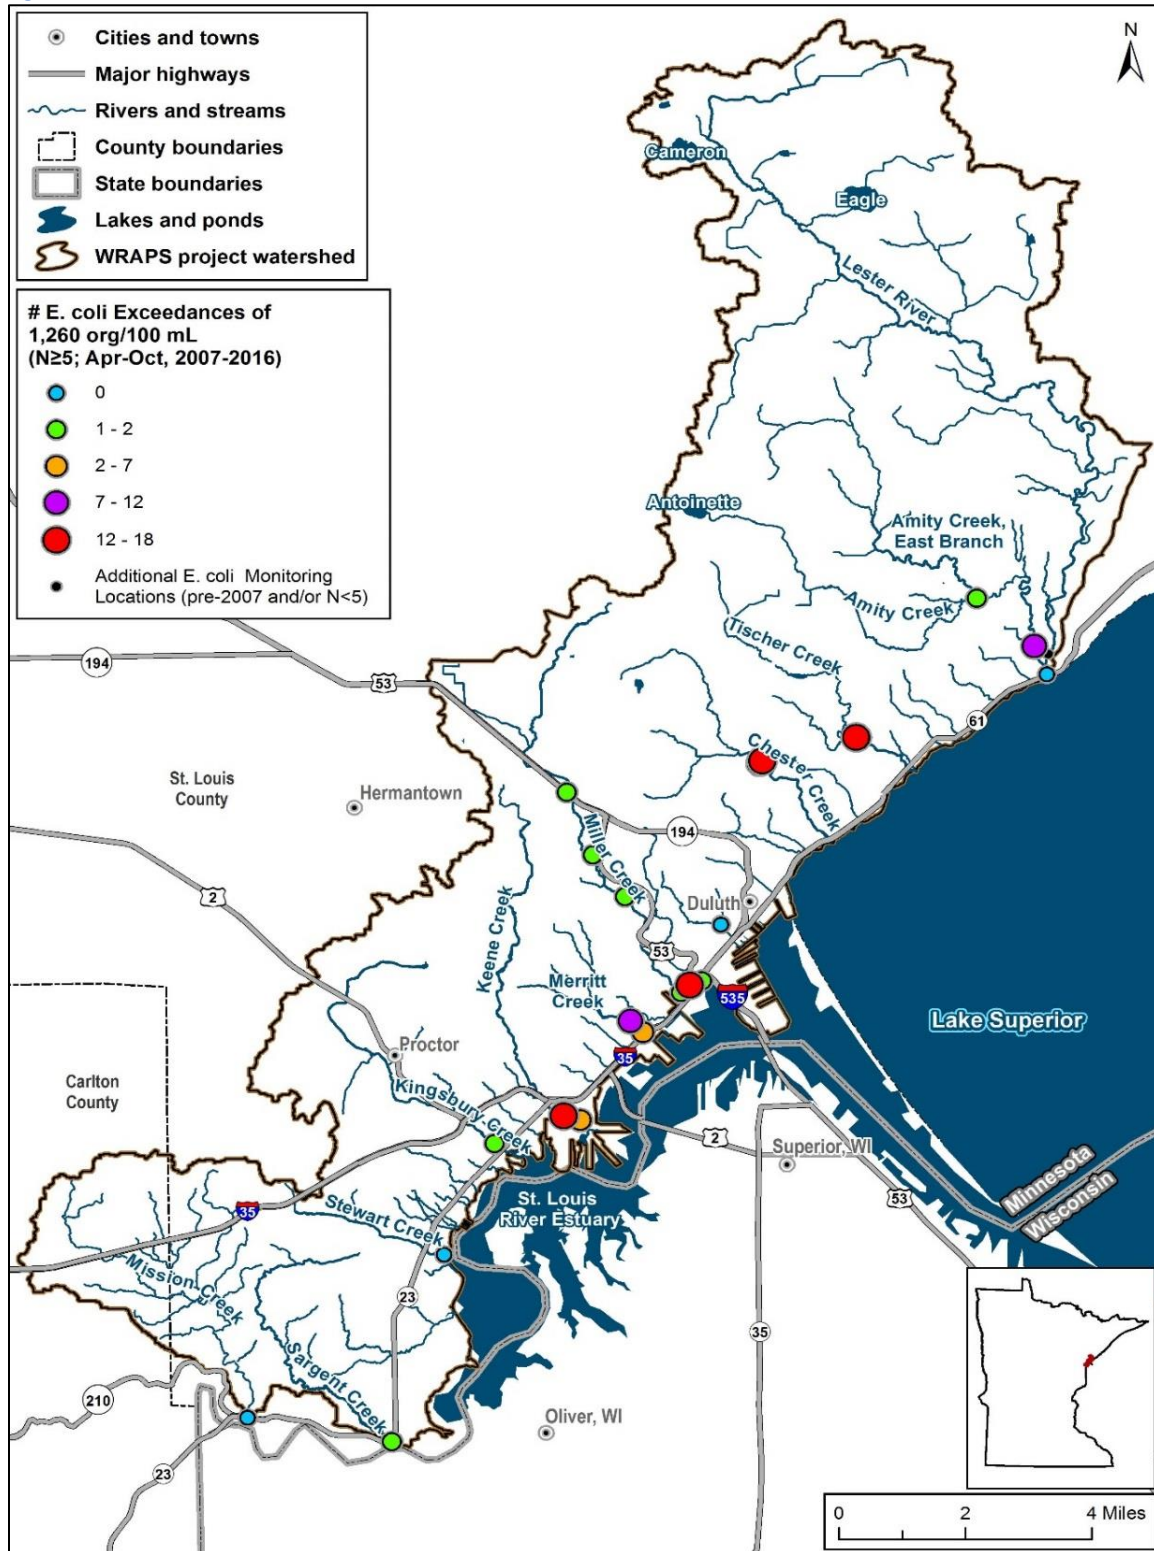 Cities and towns
Major highways
Rivers and streams
County boundaries
State boundaries
Lakes and ponds
WRAPS project watershed
# E. coli Exceedances of
1,260 org/100 mL
(N≥5; Apr-Oct, 2007-2016)
0
1 - 2
2 - 7
7 - 12
12 - 18
Additional E. coli Monitoring
Locations (pre-2007 and/or N<5)
N
Cameron
Eagle
Lester River
Antoinette
Amity Creek,
East Branch
Amity Creek
Tischer Creek
194
53
61
Chester Creek
St. Louis
County
Hermantown
Miller Creek
194
2
Keene Creek
Duluth
53
Merritt
Creek
535
Lake Superior
35
Proctor
Carlton
County
Kingsbury Creek
2
Superior, WI
Minnesota
Wisconsin
53
St. Louis
River Estuary
35
Stewart Creek
Mission Creek
23
35
Sargent Creek
210
Oliver, WI
23
0
2
4 Miles